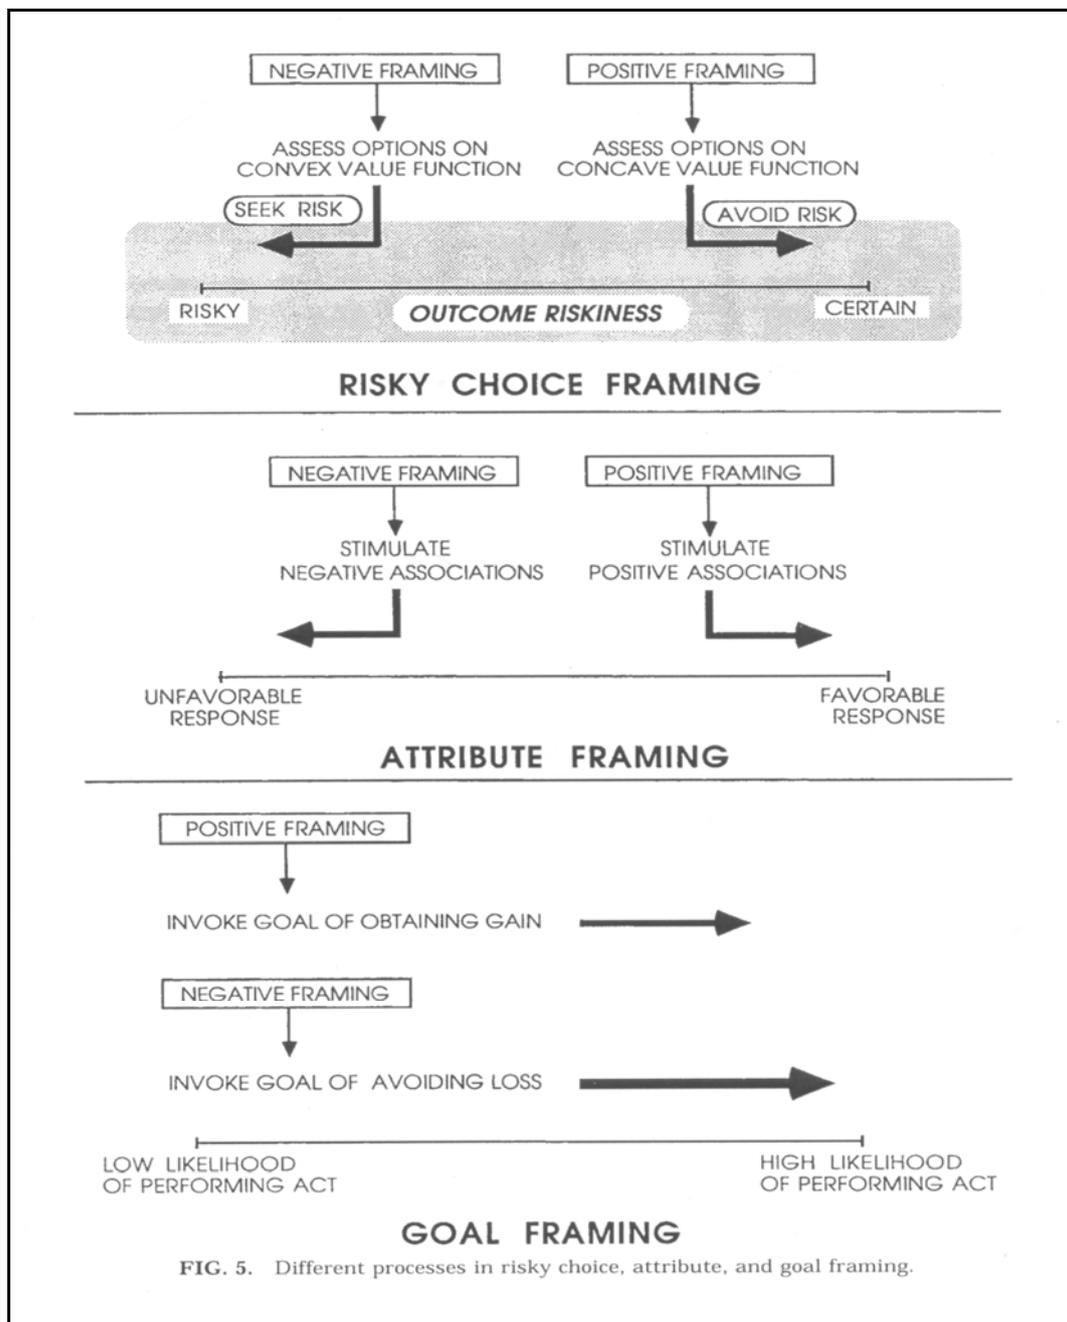 NEGATIVE FRAMING
POSITIVE FRAMING
ASSESS OPTIONS ON
CONVEX VALUE FUNCTION
ASSESS OPTIONS ON
CONCAVE VALUE FUNCTION
SEEK RISK
AVOID RISK
RISKY
OUTCOME RISKINESS
CERTAIN
RISKY CHOICE FRAMING
NEGATIVE FRAMING
POSITIVE FRAMING
STIMULATE
NEGATIVE ASSOCIATIONS
STIMULATE
POSITIVE ASSOCIATIONS
UNFAVORABLE
RESPONSE
FAVORABLE
RESPONSE
ATTRIBUTE FRAMING
POSITIVE FRAMING
INVOKE GOAL OF OBTAINING GAIN
NEGATIVE FRAMING
INVOKE GOAL OF AVOIDING LOSS
LOW LIKELIHOOD
OF PERFORMING ACT
HIGH LIKELIHOOD
OF PERFORMING ACT
GOAL FRAMING
FIG. 5. Different processes in risky choice, attribute, and goal framing.